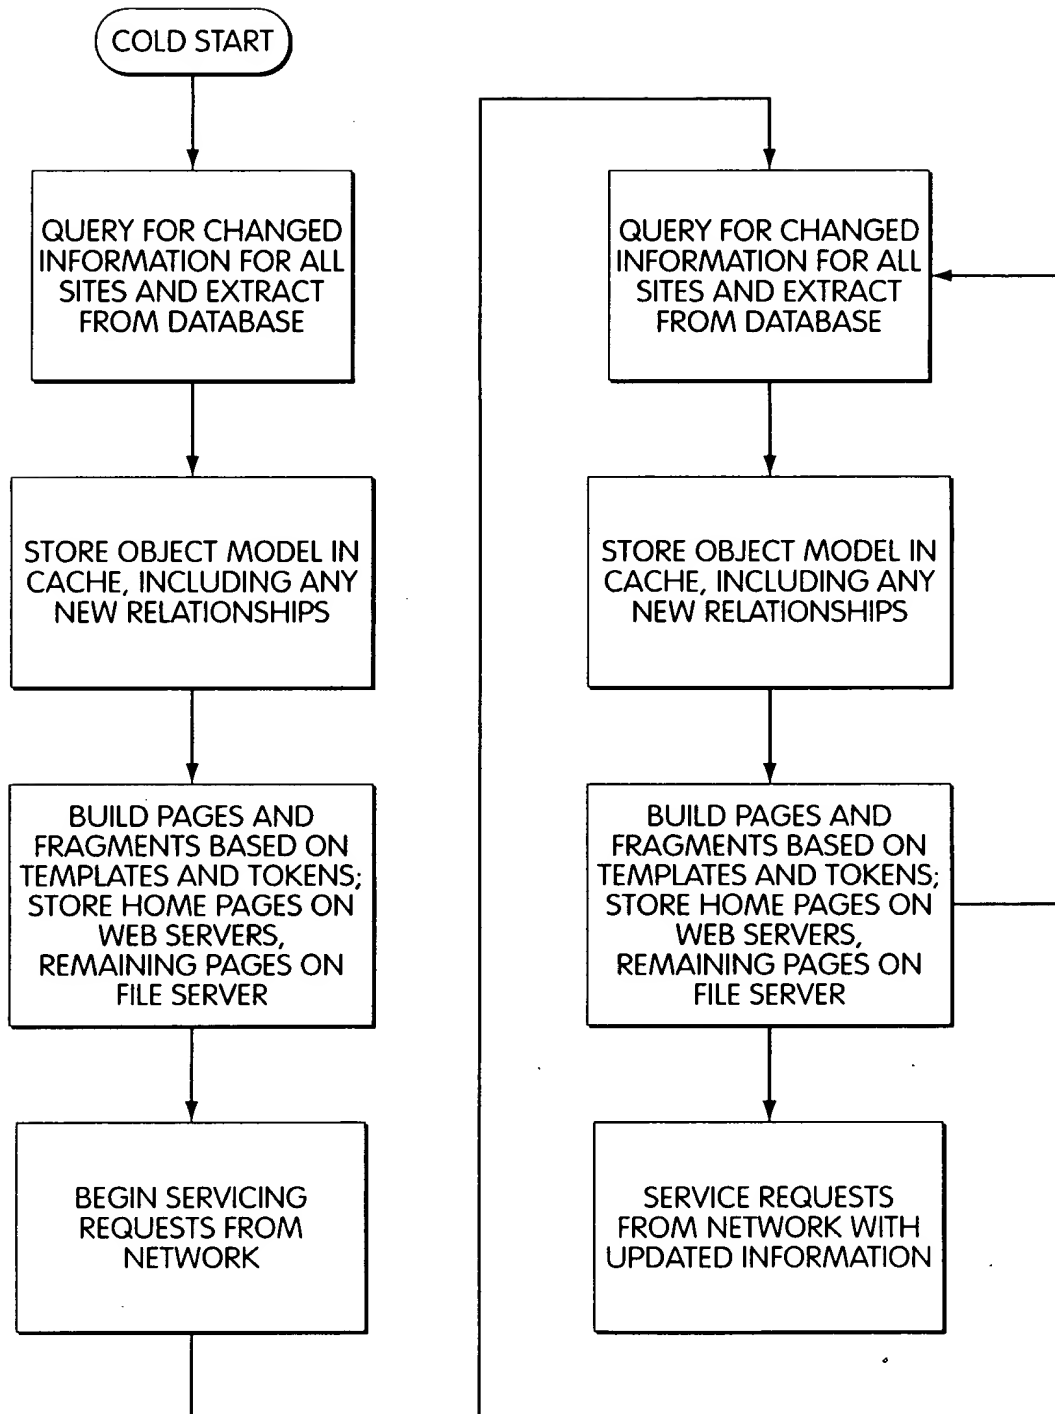 COLD START
QUERY FOR CHANGED
INFORMATION FOR ALL
SITES AND EXTRACT
FROM DATABASE
STORE OBJECT MODEL IN
CACHE, INCLUDING ANY
NEW RELATIONSHIPS
BUILD PAGES AND
FRAGMENTS BASED ON
TEMPLATES AND TOKENS;
STORE HOME PAGES ON
WEB SERVERS,
REMAINING PAGES ON
FILE SERVER
BEGIN SERVICING
REQUESTS FROM
NETWORK
QUERY FOR CHANGED
INFORMATION FOR ALL
SITES AND EXTRACT
FROM DATABASE
STORE OBJECT MODEL IN
CACHE, INCLUDING ANY
NEW RELATIONSHIPS
BUILD PAGES AND
FRAGMENTS BASED ON
TEMPLATES AND TOKENS;
STORE HOME PAGES ON
WEB SERVERS,
REMAINING PAGES ON
FILE SERVER
SERVICE REQUESTS
FROM NETWORK WITH
UPDATED INFORMATION